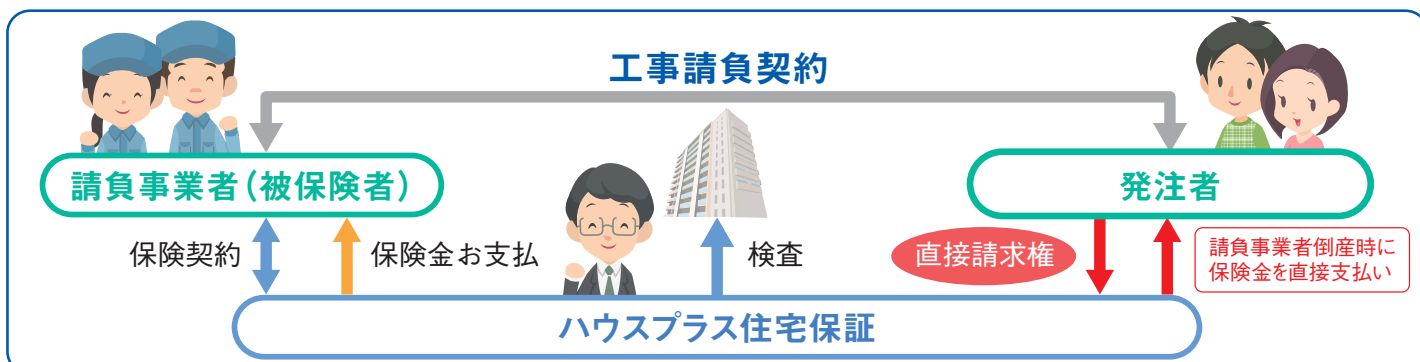 工事請負契約
請負事業者（被保険者）
発注者
保険契約
保険金お支払
検査
直接請求権
請負事業者倒産時に
保険金を直接支払い
ハウスプラス住宅保証